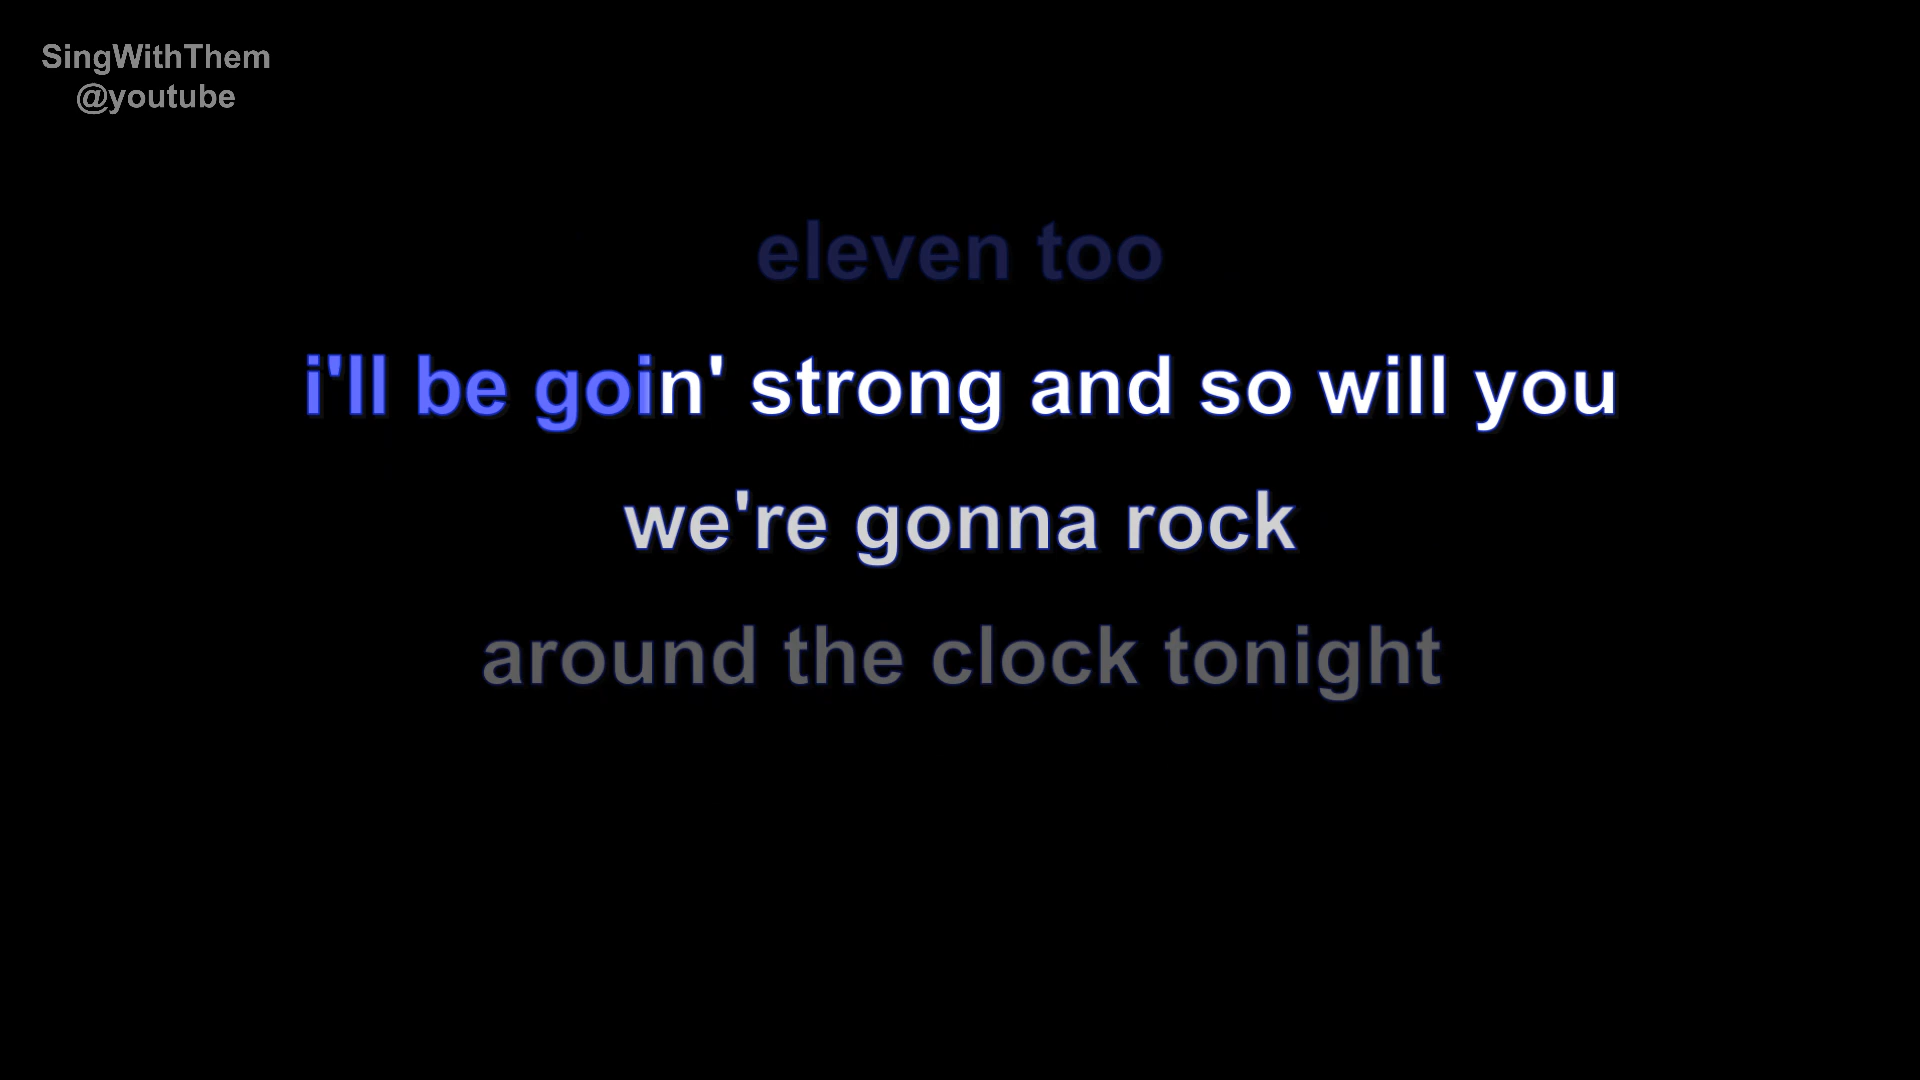 SingWithThem
@youtube
eleven too
i'll be goin' strong and so will you
we're gonna rock
around the clock tonight